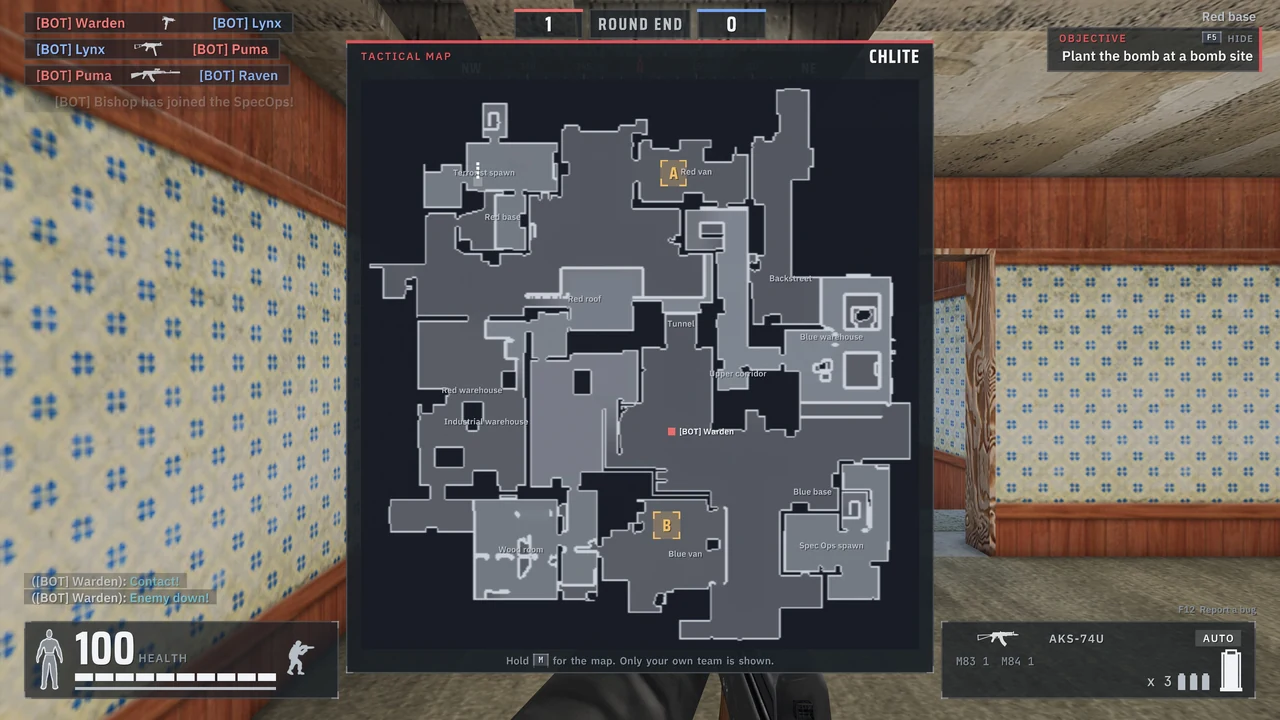 [BOT] Warden [BOT] Lynx
[BOT] Lynx [BOT] Puma
[BOT] Puma [BOT] Raven
[BOT] Bishop has joined the SpecOps!
1 ROUND END 0
Red base
OBJECTIVE F5 HIDE
Plant the bomb at a bomb site
TACTICAL MAP CHLITE
A Red van
Terrorist spawn
Red base
Backstreet
Red roof
Tunnel
Blue warehouse
Upper corridor
Red warehouse
Industrial warehouse
[BOT] Warden
Blue base
B
Wood room
Blue van
Spec Ops spawn
Hold M for the map. Only your own team is shown.
([BOT] Warden): Contact!
([BOT] Warden): Enemy down!
100 HEALTH
F12 Report a bug
AKS-74U AUTO
M83 1 M84 1
x 3